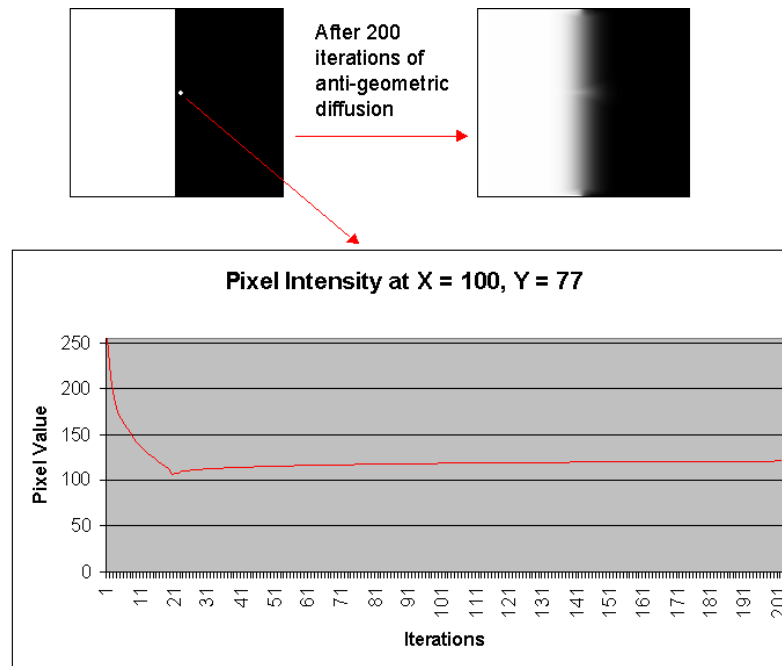 After 200
iterations of
anti-geometric
diffusion
Pixel Intensity at X = 100, Y = 77
Pixel Value
250
200
150
100
50
0
1 11 21 31 41 51 61 71 81 91 101 111 121 131 141 151 161 171 181 191 201
Iterations